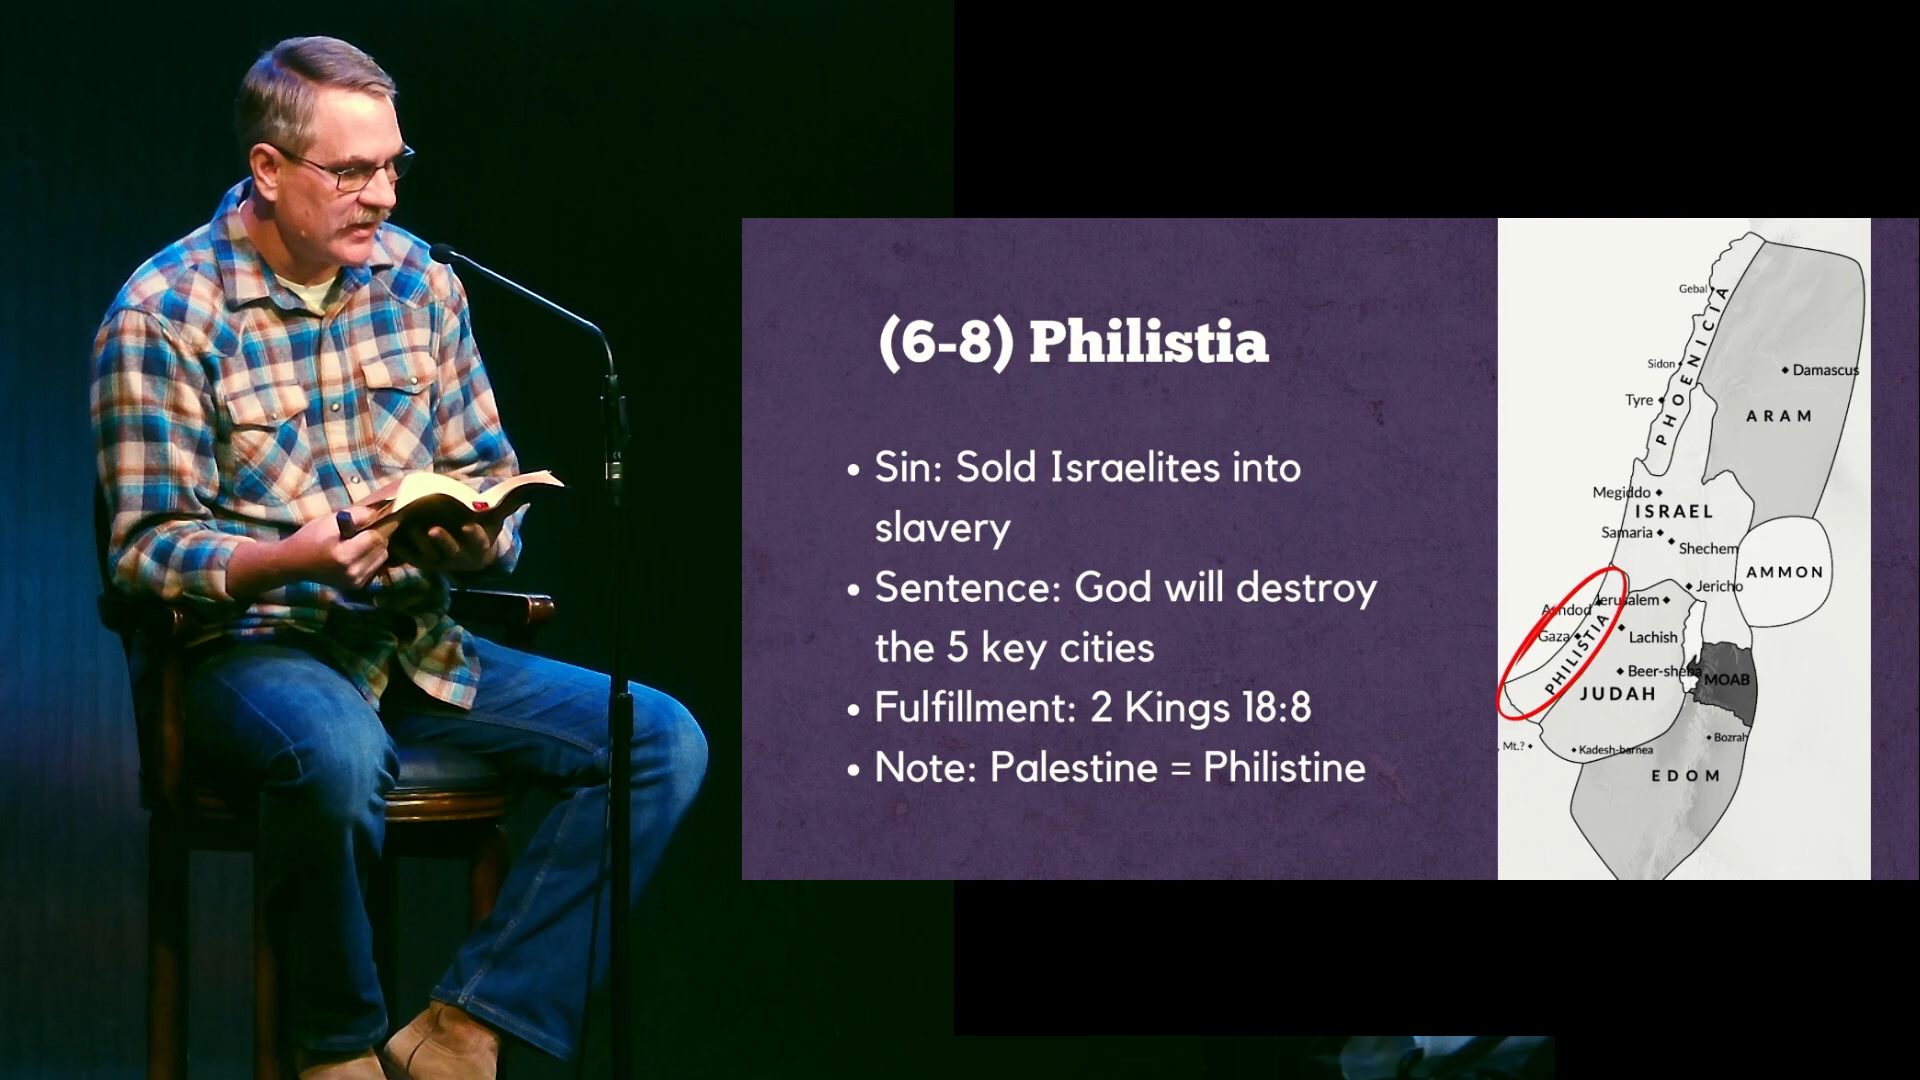 (6-8) Philistia
• Sin: Sold Israelites into
slavery
• Sentence: God will destroy
the 5 key cities
• Fulfillment: 2 Kings 18:8
• Note: Palestine = Philistine
Gebal
PHOENICIA
Sidon
Damascus
Tyre
ARAM
Megiddo
ISRAEL
Samaria
Shechem
AMMON
Jericho
Jerusalem
Ashdod
Gaza
Lachish
PHILISTIA
Beer-sheba
MOAB
JUDAH
Bozrah
, Mt.?
Kadesh-barnea
EDOM